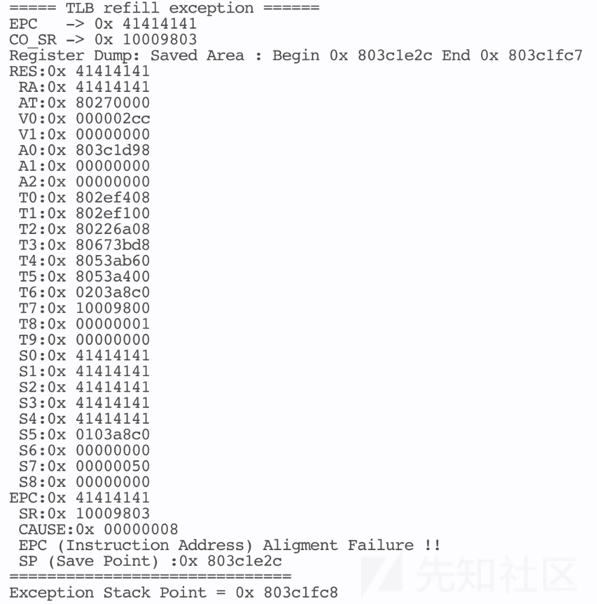 ===== TLB refill exception ======
EPC   -> 0x 41414141
CO_SR -> 0x 10009803
Register Dump: Saved Area : Begin 0x 803c1e2c End 0x 803c1fc7
RES:0x 41414141
 RA:0x 41414141
 AT:0x 80270000
 V0:0x 000002cc
 V1:0x 00000000
 A0:0x 803c1d98
 A1:0x 00000000
 A2:0x 00000000
 T0:0x 802ef408
 T1:0x 802ef100
 T2:0x 80226a08
 T3:0x 80673bd8
 T4:0x 8053ab60
 T5:0x 8053a400
 T6:0x 0203a8c0
 T7:0x 10009800
 T8:0x 00000001
 T9:0x 00000000
 S0:0x 41414141
 S1:0x 41414141
 S2:0x 41414141
 S3:0x 41414141
 S4:0x 41414141
 S5:0x 0103a8c0
 S6:0x 00000000
 S7:0x 00000050
 S8:0x 00000000
EPC:0x 41414141
 SR:0x 10009803
 CAUSE:0x 00000008
 EPC (Instruction Address) Aligment Failure !!
 SP (Save Point) :0x 803c1e2c
==============================
Exception Stack Point = 0x 803c1fc8
先知社区